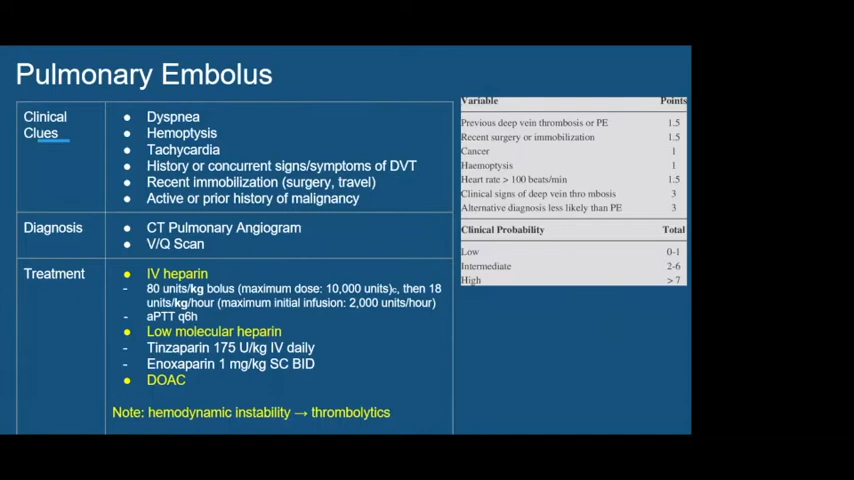 Pulmonary Embolus
Clinical
Clues
● Dyspnea
● Hemoptysis
● Tachycardia
● History or concurrent signs/symptoms of DVT
● Recent immobilization (surgery, travel)
● Active or prior history of malignancy
Diagnosis
● CT Pulmonary Angiogram
● V/Q Scan
Treatment
● IV heparin
- 80 units/kg bolus (maximum dose: 10,000 units)c, then 18
units/kg/hour (maximum initial infusion: 2,000 units/hour)
- aPTT q6h
● Low molecular heparin
- Tinzaparin 175 U/kg IV daily
- Enoxaparin 1 mg/kg SC BID
● DOAC
Note: hemodynamic instability → thrombolytics
Variable Points
Previous deep vein thrombosis or PE 1.5
Recent surgery or immobilization 1.5
Cancer 1
Haemoptysis 1
Heart rate > 100 beats/min 1.5
Clinical signs of deep vein thro mbosis 3
Alternative diagnosis less likely than PE 3
Clinical Probability Total
Low 0-1
Intermediate 2-6
High > 7